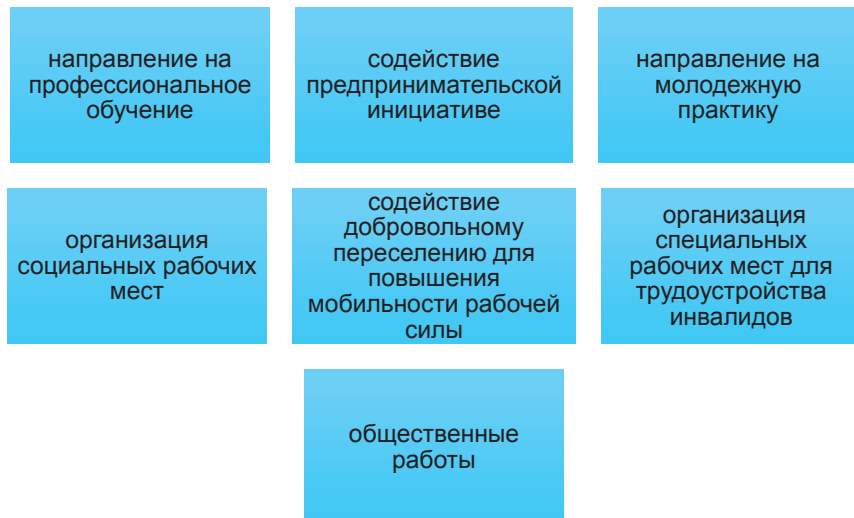 направление на
профессиональное
обучение
содействие
предпринимательской
инициативе
направление на
молодежную
практику
организация
социальных рабочих
мест
содействие
добровольному
переселению для
повышения
мобильности рабочей
силы
организация
специальных
рабочих мест для
трудоустройства
инвалидов
общественные
работы